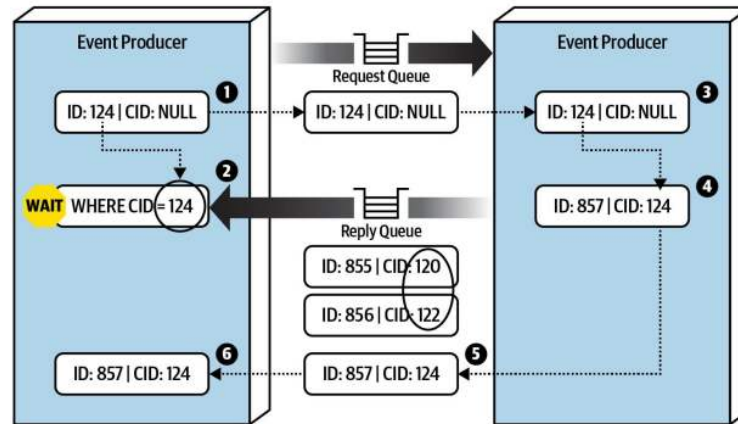 Event Producer
Event Producer
Request Queue
1
3
ID: 124 | CID: NULL
ID: 124 | CID: NULL
ID: 124 | CID: NULL
2
4
WAIT
WHERE CID = 124
ID: 857 | CID: 124
Reply Queue
ID: 855 | CID: 120
ID: 856 | CID: 122
6
5
ID: 857 | CID: 124
ID: 857 | CID: 124